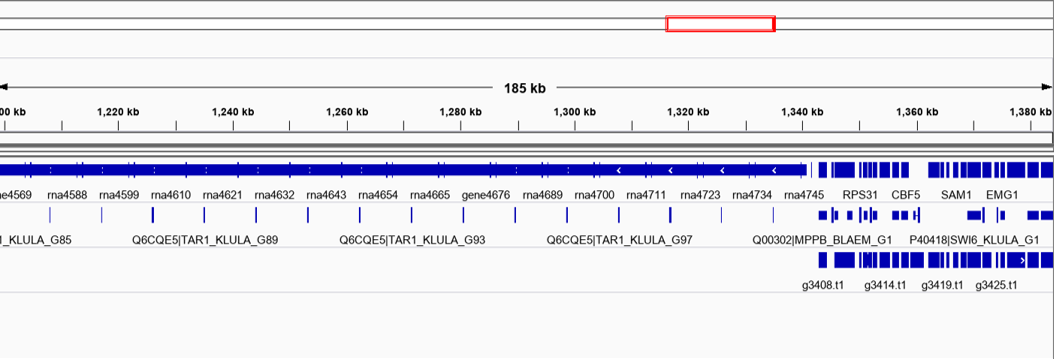 185 kb
00 kb 1,220 kb 1,240 kb 1,260 kb 1,280 kb 1,300 kb 1,320 kb 1,340 kb 1,360 kb 1,380 kb
ne4569 rna4588 rna4599 rna4610 rna4621 rna4632 rna4643 rna4654 rna4665 gene4676 rna4689 rna4700 rna4711 rna4723 rna4734 rna4745 RPS31 CBF5 SAM1 EMG1
1_KLULA_G85 Q6CQE5|TAR1_KLULA_G89 Q6CQE5|TAR1_KLULA_G93 Q6CQE5|TAR1_KLULA_G97 Q00302|MPPB_BLAEM_G1 P40418|SWI6_KLULA_G1
g3408.t1 g3414.t1 g3419.t1 g3425.t1